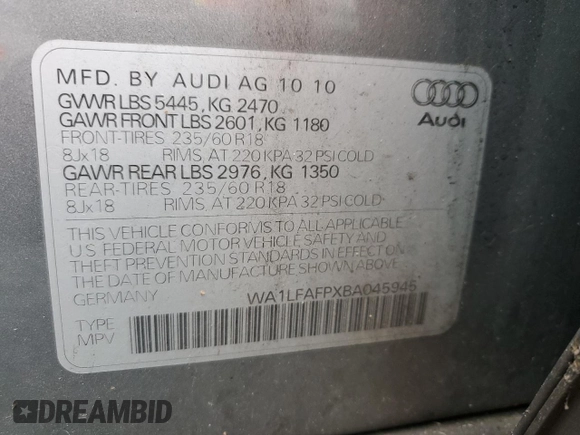 MFD. BY AUDI AG 10 10
GVWR LBS 5445, KG 2470
GAWR FRONT LBS 2601, KG 1180
FRONT-TIRES 235/60 R18
8Jx18 RIMS, AT 220 KPA 32 PSI COLD
GAWR REAR LBS 2976, KG 1350
REAR-TIRES 235/60 R18
8Jx18 RIMS, AT 220 KPA 32 PSI COLD
Audi
THIS VEHICLE CONFORMS TO ALL APPLICABLE
U.S. FEDERAL MOTOR VEHICLE SAFETY AND
THEFT PREVENTION STANDARDS IN EFFECT ON
THE DATE OF MANUFACTURE SHOWN ABOVE.
GERMANY WA1LFAFPXBA045946
TYPE
MPV
DREAMBID